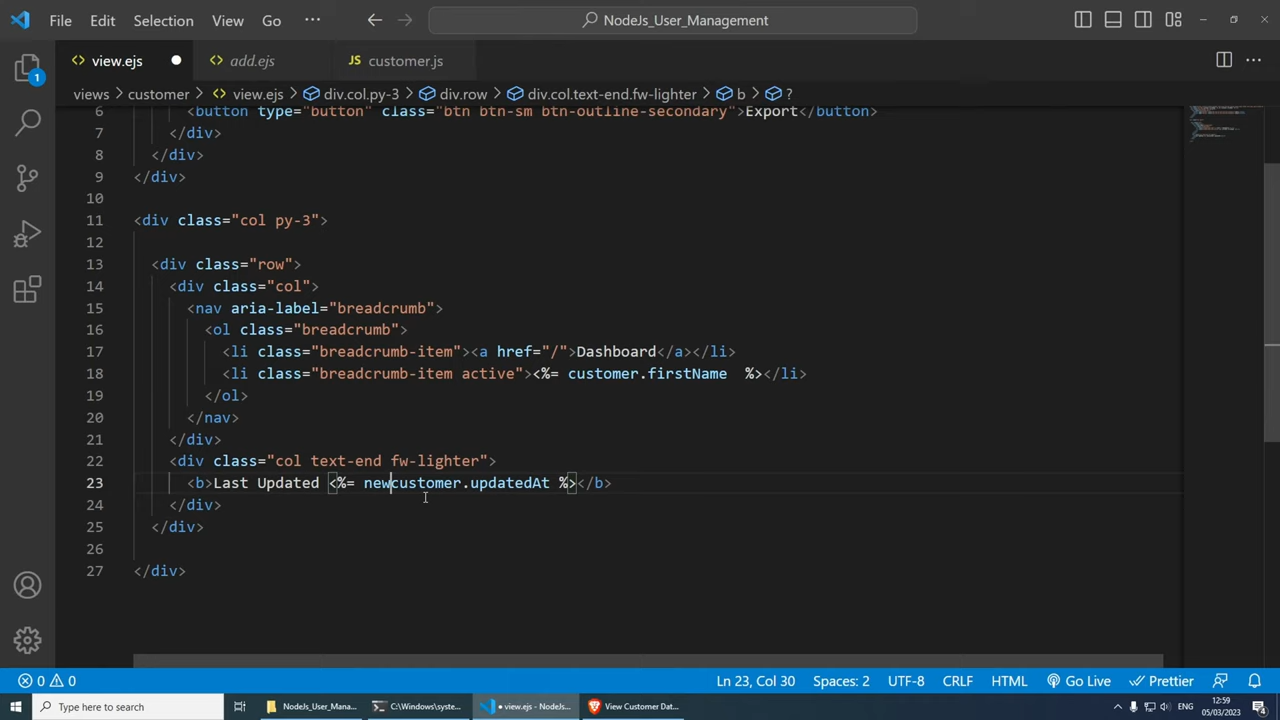 File Edit Selection View Go ··· NodeJs_User_Management
view.ejs add.ejs customer.js
views > customer > view.ejs > div.col.py-3 > div.row > div.col.text-end.fw-lighter > b > ?
6 <button type="button" class="btn btn-sm btn-outline-secondary">Export</button>
7 </div>
8 </div>
9 </div>
10
11 <div class="col py-3">
12
13 <div class="row">
14 <div class="col">
15 <nav aria-label="breadcrumb">
16 <ol class="breadcrumb">
17 <li class="breadcrumb-item"><a href="/">Dashboard</a></li>
18 <li class="breadcrumb-item active"><%= customer.firstName  %></li>
19 </ol>
20 </nav>
21 </div>
22 <div class="col text-end fw-lighter">
23 <b>Last Updated <%= newcustomer.updatedAt %></b>
24 </div>
25 </div>
26
27 </div>
1
0 0 Ln 23, Col 30 Spaces: 2 UTF-8 CRLF HTML Go Live Prettier
Type here to search NodeJs_User_Mana... C:\Windows\syste... ● view.ejs - NodeJs... View Customer Dat... ENG 12:59
05/03/2023 4